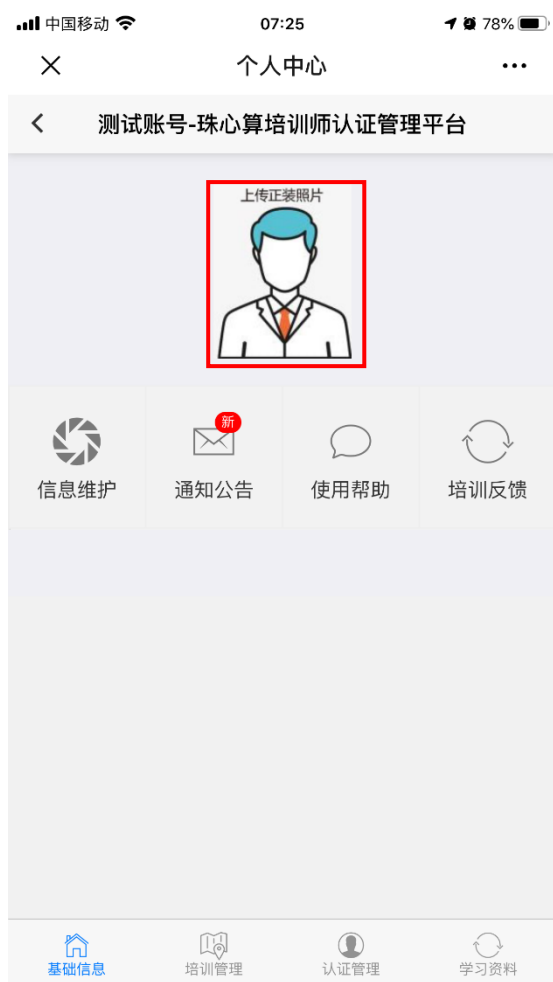 中国移动 07:25 78%
个人中心
测试账号-珠心算培训师认证管理平台
上传正装照片
新
信息维护 通知公告 使用帮助 培训反馈
基础信息 培训管理 认证管理 学习资料